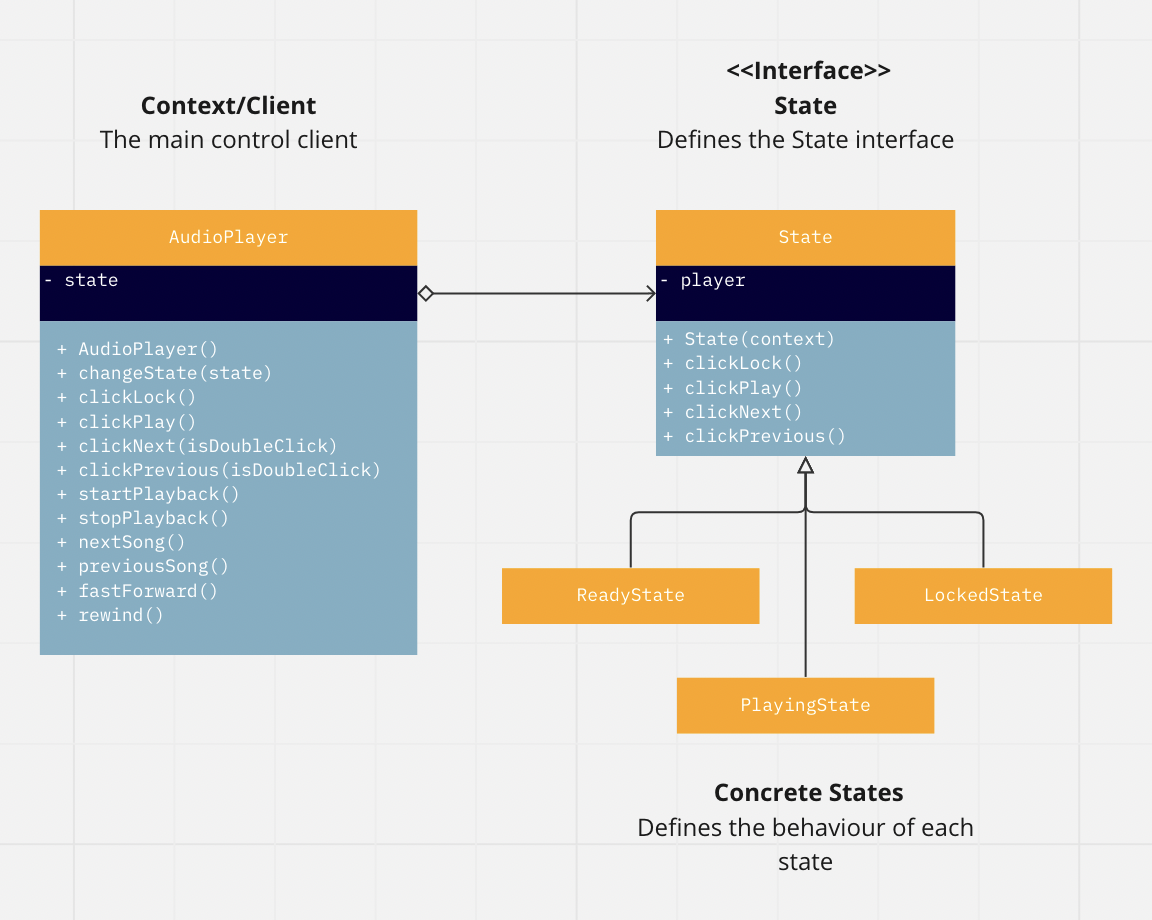 Context/Client
The main control client
<<Interface>>
State
Defines the State interface
AudioPlayer
- state
+ AudioPlayer()
+ changeState(state)
+ clickLock()
+ clickPlay()
+ clickNext(isDoubleClick)
+ clickPrevious(isDoubleClick)
+ startPlayback()
+ stopPlayback()
+ nextSong()
+ previousSong()
+ fastForward()
+ rewind()
State
- player
+ State(context)
+ clickLock()
+ clickPlay()
+ clickNext()
+ clickPrevious()
ReadyState
LockedState
PlayingState
Concrete States
Defines the behaviour of each
state